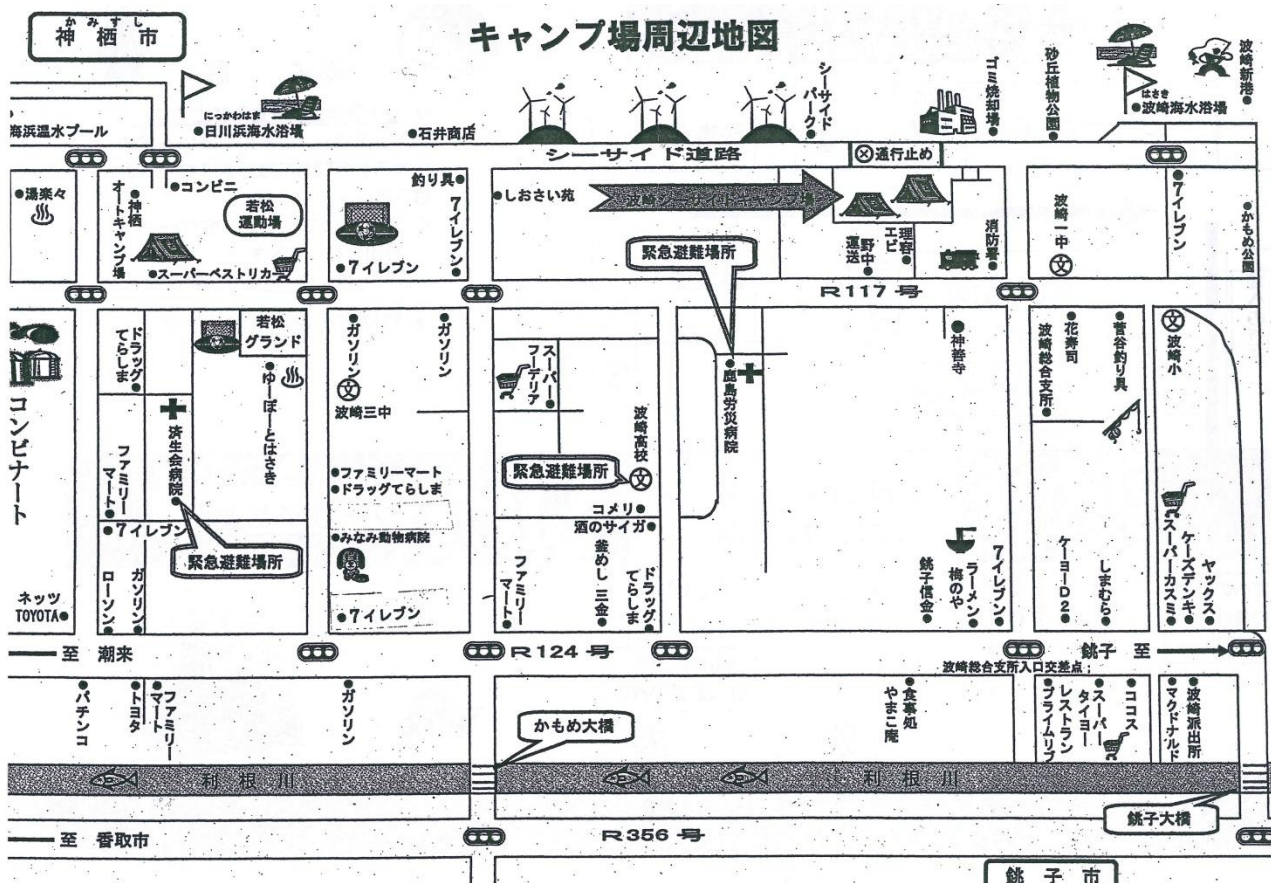 かみすし
神栖市
キャンプ場周辺地図
海浜温水プール
にっかわはま
日川浜海水浴場
石井商店
シーサイド
パーク
ゴミ焼却場
砂丘植物公園
はさき
波崎海水浴場
波崎新港
シーサイド道路
通行止め
湯楽々
神栖
オートキャンプ場
コンビニ
若松
運動場
スーパーベストリカー
釣り具
7イレブン
7イレブン
しおさい苑
波崎シーサイドキャンプ場
緊急避難場所
野中
運送
理容
エビ
消防署
波崎一中
文
7イレブン
かもめ公園
R117号
コンビナート
ドラッグ
てらしま
若松
グランド
ゆーぽーとはさき
済生会病院
ファミリー
マート
7イレブン
緊急避難場所
ローソン
ガソリン
ネッツ
TOYOTA
ガソリン
文
波崎三中
ガソリン
ファミリーマート
ドラッグてらしま
みなみ動物病院
7イレブン
スーパー
フーデリア
波崎高校
文
緊急避難場所
コメリ
酒のサイガ
ファミリー
マート
釜めし 三金
ドラッグ
てらしま
鹿島労災病院
神善寺
銚子信金
ラーメン
梅のや
7イレブン
波崎総合支所
花寿司
菅谷釣り具
文
波崎小
ケーヨーD2
しまむら
スーパーカスミ
ケーズデンキ
ヤックス
至 潮来
R124号
銚子 至
波崎総合支所入口交差点
パチンコ
トヨタ
ファミリー
マート
ガソリン
かもめ大橋
食事処
やまこ庵
レストラン
プライムリブ
スーパー
タイヨー
ココス
マクドナルド
波崎派出所
利根川
利根川
銚子大橋
至 香取市
R356号
銚子市